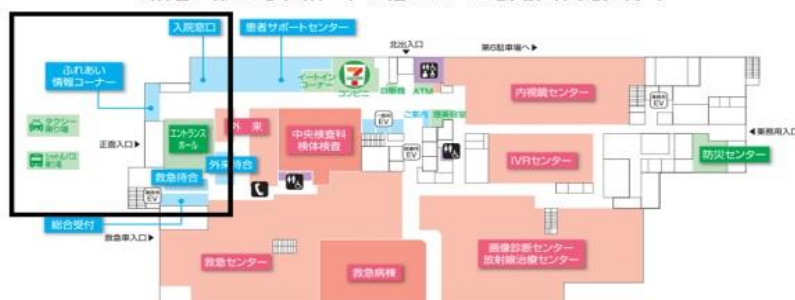 入院窓口
患者サポートセンター
北出入口
第6駐車場へ▶
ふれあい
情報コーナー
イートイン
コーナー
コンビニ
自販機
ATM
内視鏡センター
EV
タクシー
乗り場
エントランス
ホール
外 来
中央検査科
検体検査
ご案内
EV
EV
◀業務用入口
正面入口▶
シャトルバス
乗り場
外来待合
IVRセンター
防災センター
救急待合
EV
総合受付
救急車入口▶
救急センター
救急病棟
画像診断センター
放射線治療センター